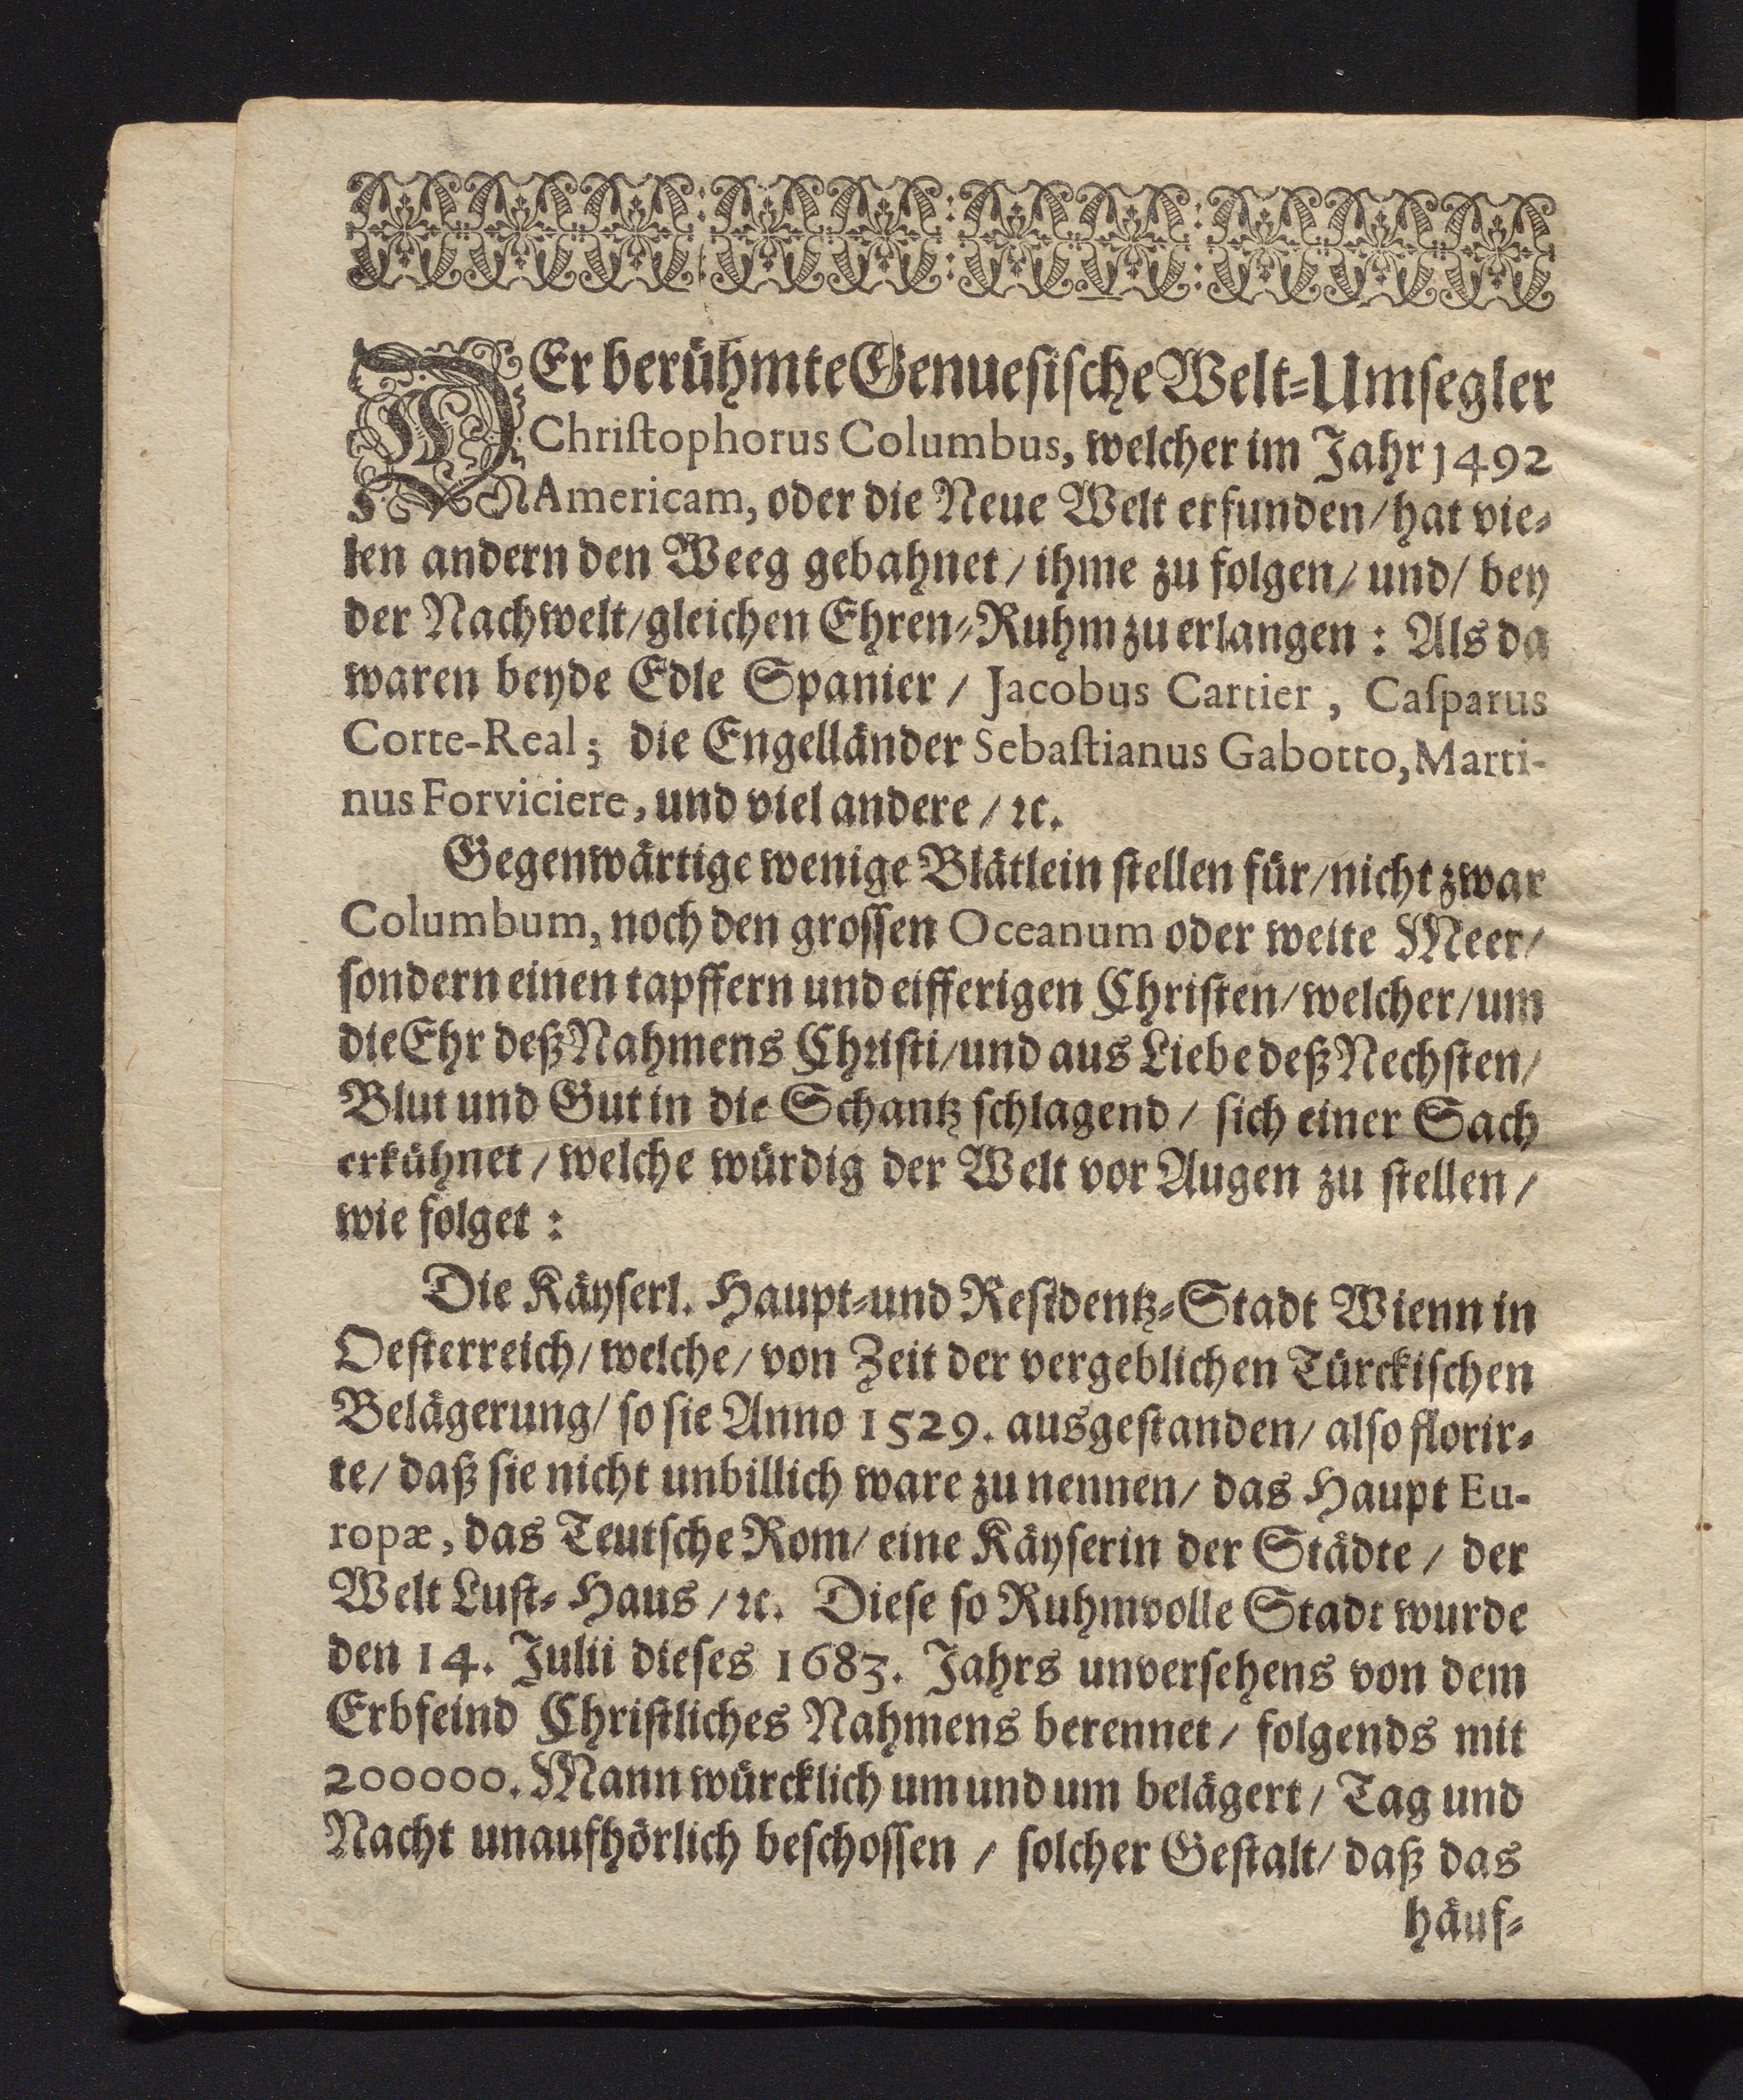 DEr berühmte Genuesische Welt-Umsegler
Christophorus Columbus, welcher im Jahr 1492
Americam, oder die Neue Welt erfunden / hat vie-
len andern den Weeg gebahnet / ihme zu folgen / und / bey
der Nachwelt / gleichen Ehren-Ruhm zu erlangen : Als da
waren beyde Edle Spanier / Jacobus Cartier, Casparus
Corte-Real; die Engelländer Sebastianus Gabotto, Marti-
nus Forviciere, und viel andere / ꝛc.
Gegenwärtige wenige Blätlein stellen für / nicht zwar
Columbum, noch den grossen Oceanum oder weite Meer /
sondern einen tapffern und eifferigen Christen / welcher / um
die Ehr deß Nahmens Christi / und aus Liebe deß Nechsten /
Blut und Gut in die Schantz schlagend / sich einer Sach
erkühnet / welche würdig der Welt vor Augen zu stellen /
wie folget :
Die Käyserl. Haupt-und Residentz-Stadt Wienn in
Oesterreich / welche / von Zeit der vergeblichen Türckischen
Belägerung / so sie Anno 1529. ausgestanden / also florir-
te / daß sie nicht unbillich ware zu nennen / das Haupt Eu-
ropæ, das Teutsche Rom / eine Käyserin der Städte / der
Welt Lust-Haus / ꝛc. Diese so Ruhmvolle Stadt wurde
den 14. Julii dieses 1683. Jahrs unversehens von dem
Erbfeind Christliches Nahmens berennet / folgends mit
200000. Mann würcklich um und um belägert / Tag und
Nacht unaufhörlich beschossen / solcher Gestalt / daß das
häuf-